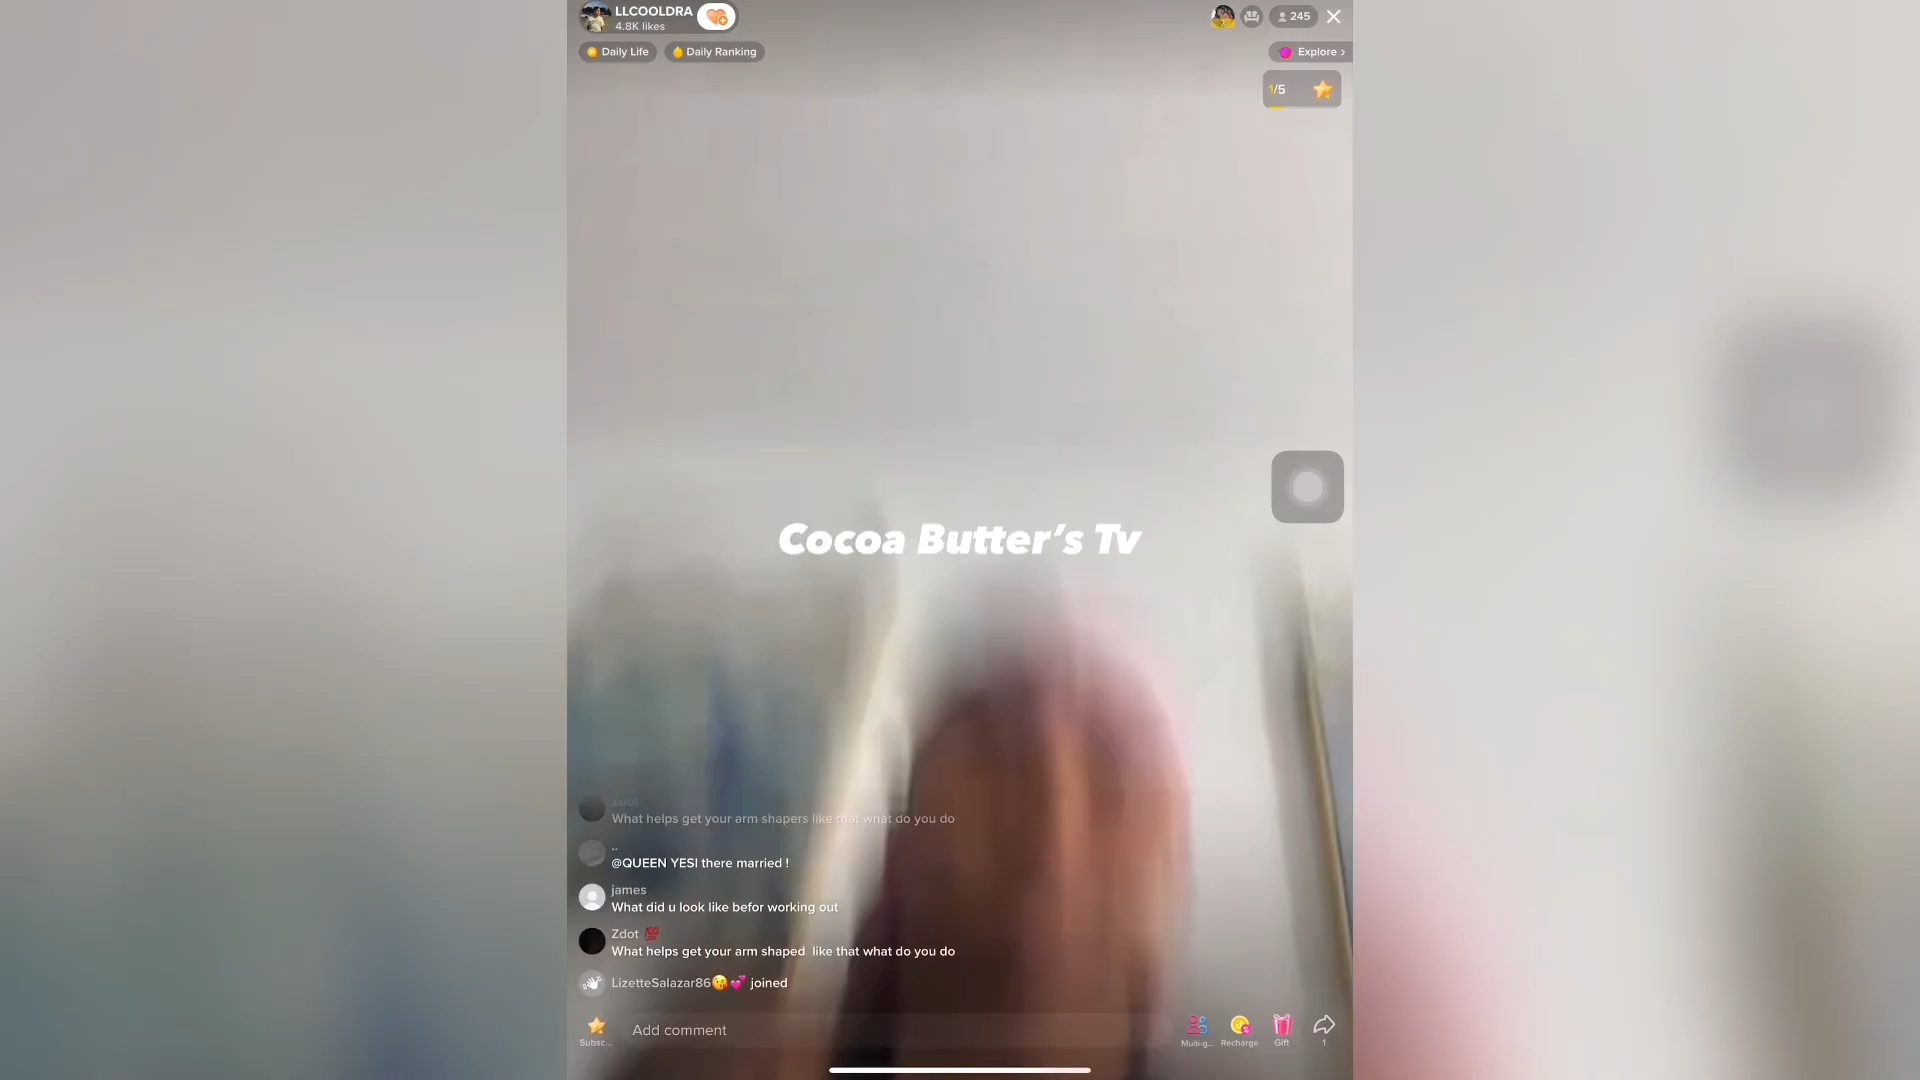 LLCOOLDRA
4.8K likes
245
Daily Life
Daily Ranking
Explore >
1/5
Cocoa Butter's Tv
Zdot
What helps get your arm shapers like that what do you do
..
@QUEEN YESI there married !
james
What did u look like befor working out
Zdot 💯
What helps get your arm shaped like that what do you do
LizetteSalazar86😘💕 joined
Subsc...
Add comment
Multi-g...
Recharge
Gift
1